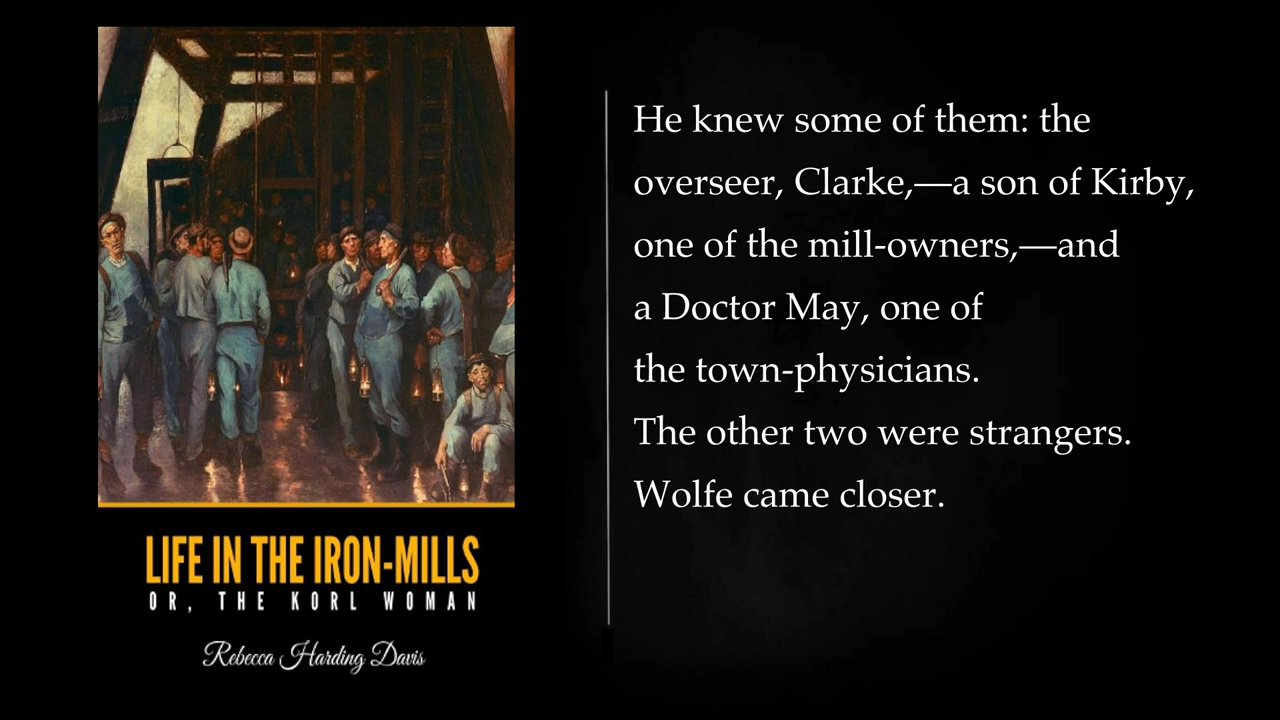 LIFE IN THE IRON-MILLS
OR, THE KORL WOMAN
Rebecca Harding Davis
He knew some of them: the
overseer, Clarke,—a son of Kirby,
one of the mill-owners,—and
a Doctor May, one of
the town-physicians.
The other two were strangers.
Wolfe came closer.